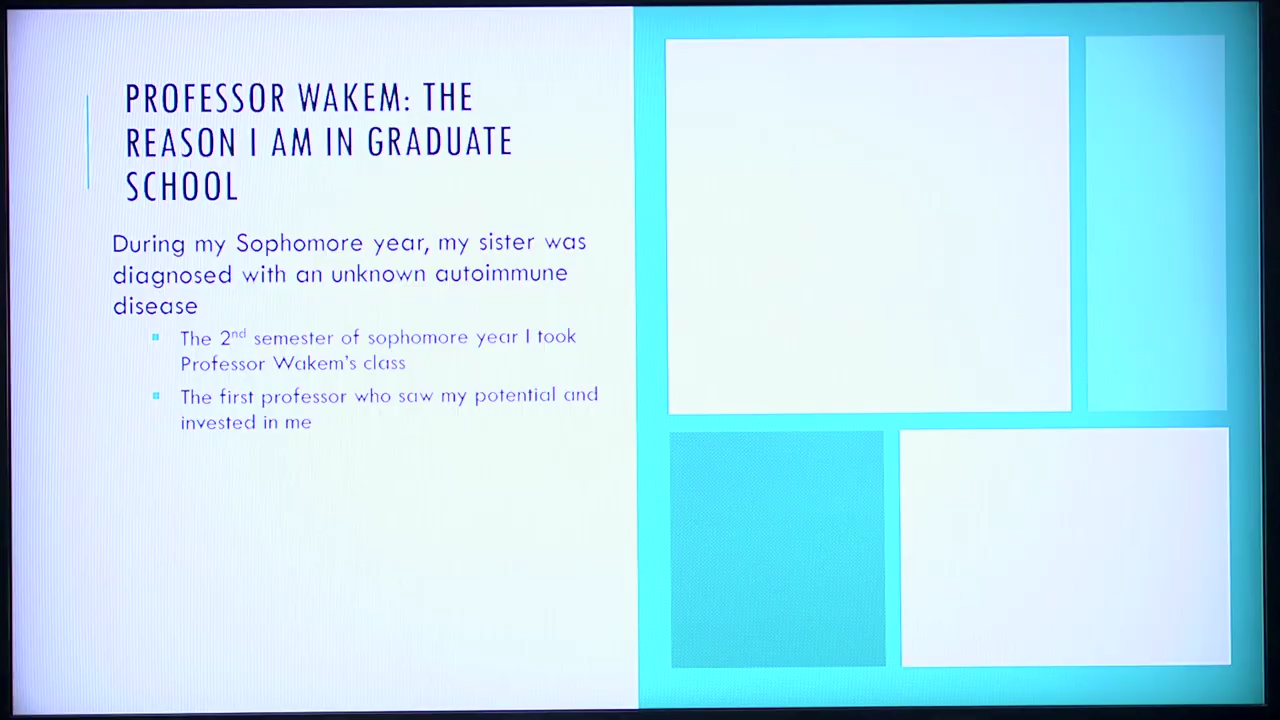 PROFESSOR WAKEM: THE
REASON I AM IN GRADUATE
SCHOOL
During my Sophomore year, my sister was
diagnosed with an unknown autoimmune
disease
The 2nd semester of sophomore year I took
Professor Wakem's class
The first professor who saw my potential and
invested in me